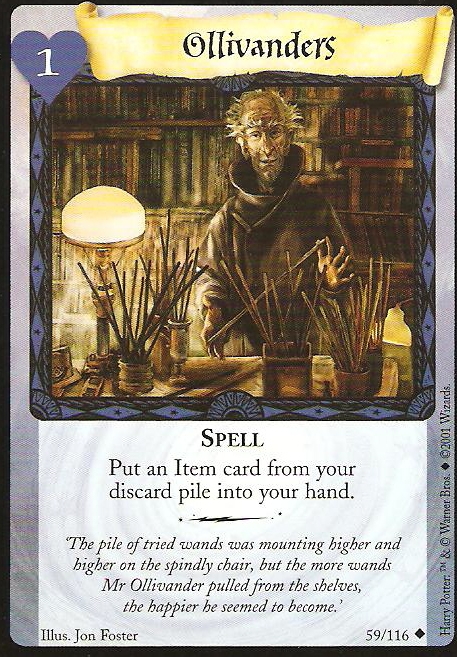 1
Ollivanders
SPELL
Put an Item card from your
discard pile into your hand.
'The pile of tried wands was mounting higher and
higher on the spindly chair, but the more wands
Mr Ollivander pulled from the shelves,
the happier he seemed to become.'
Illus. Jon Foster
59/116 ◆
Harry Potter: ™ & © Warner Bros. ◆ ©2001 Wizards.